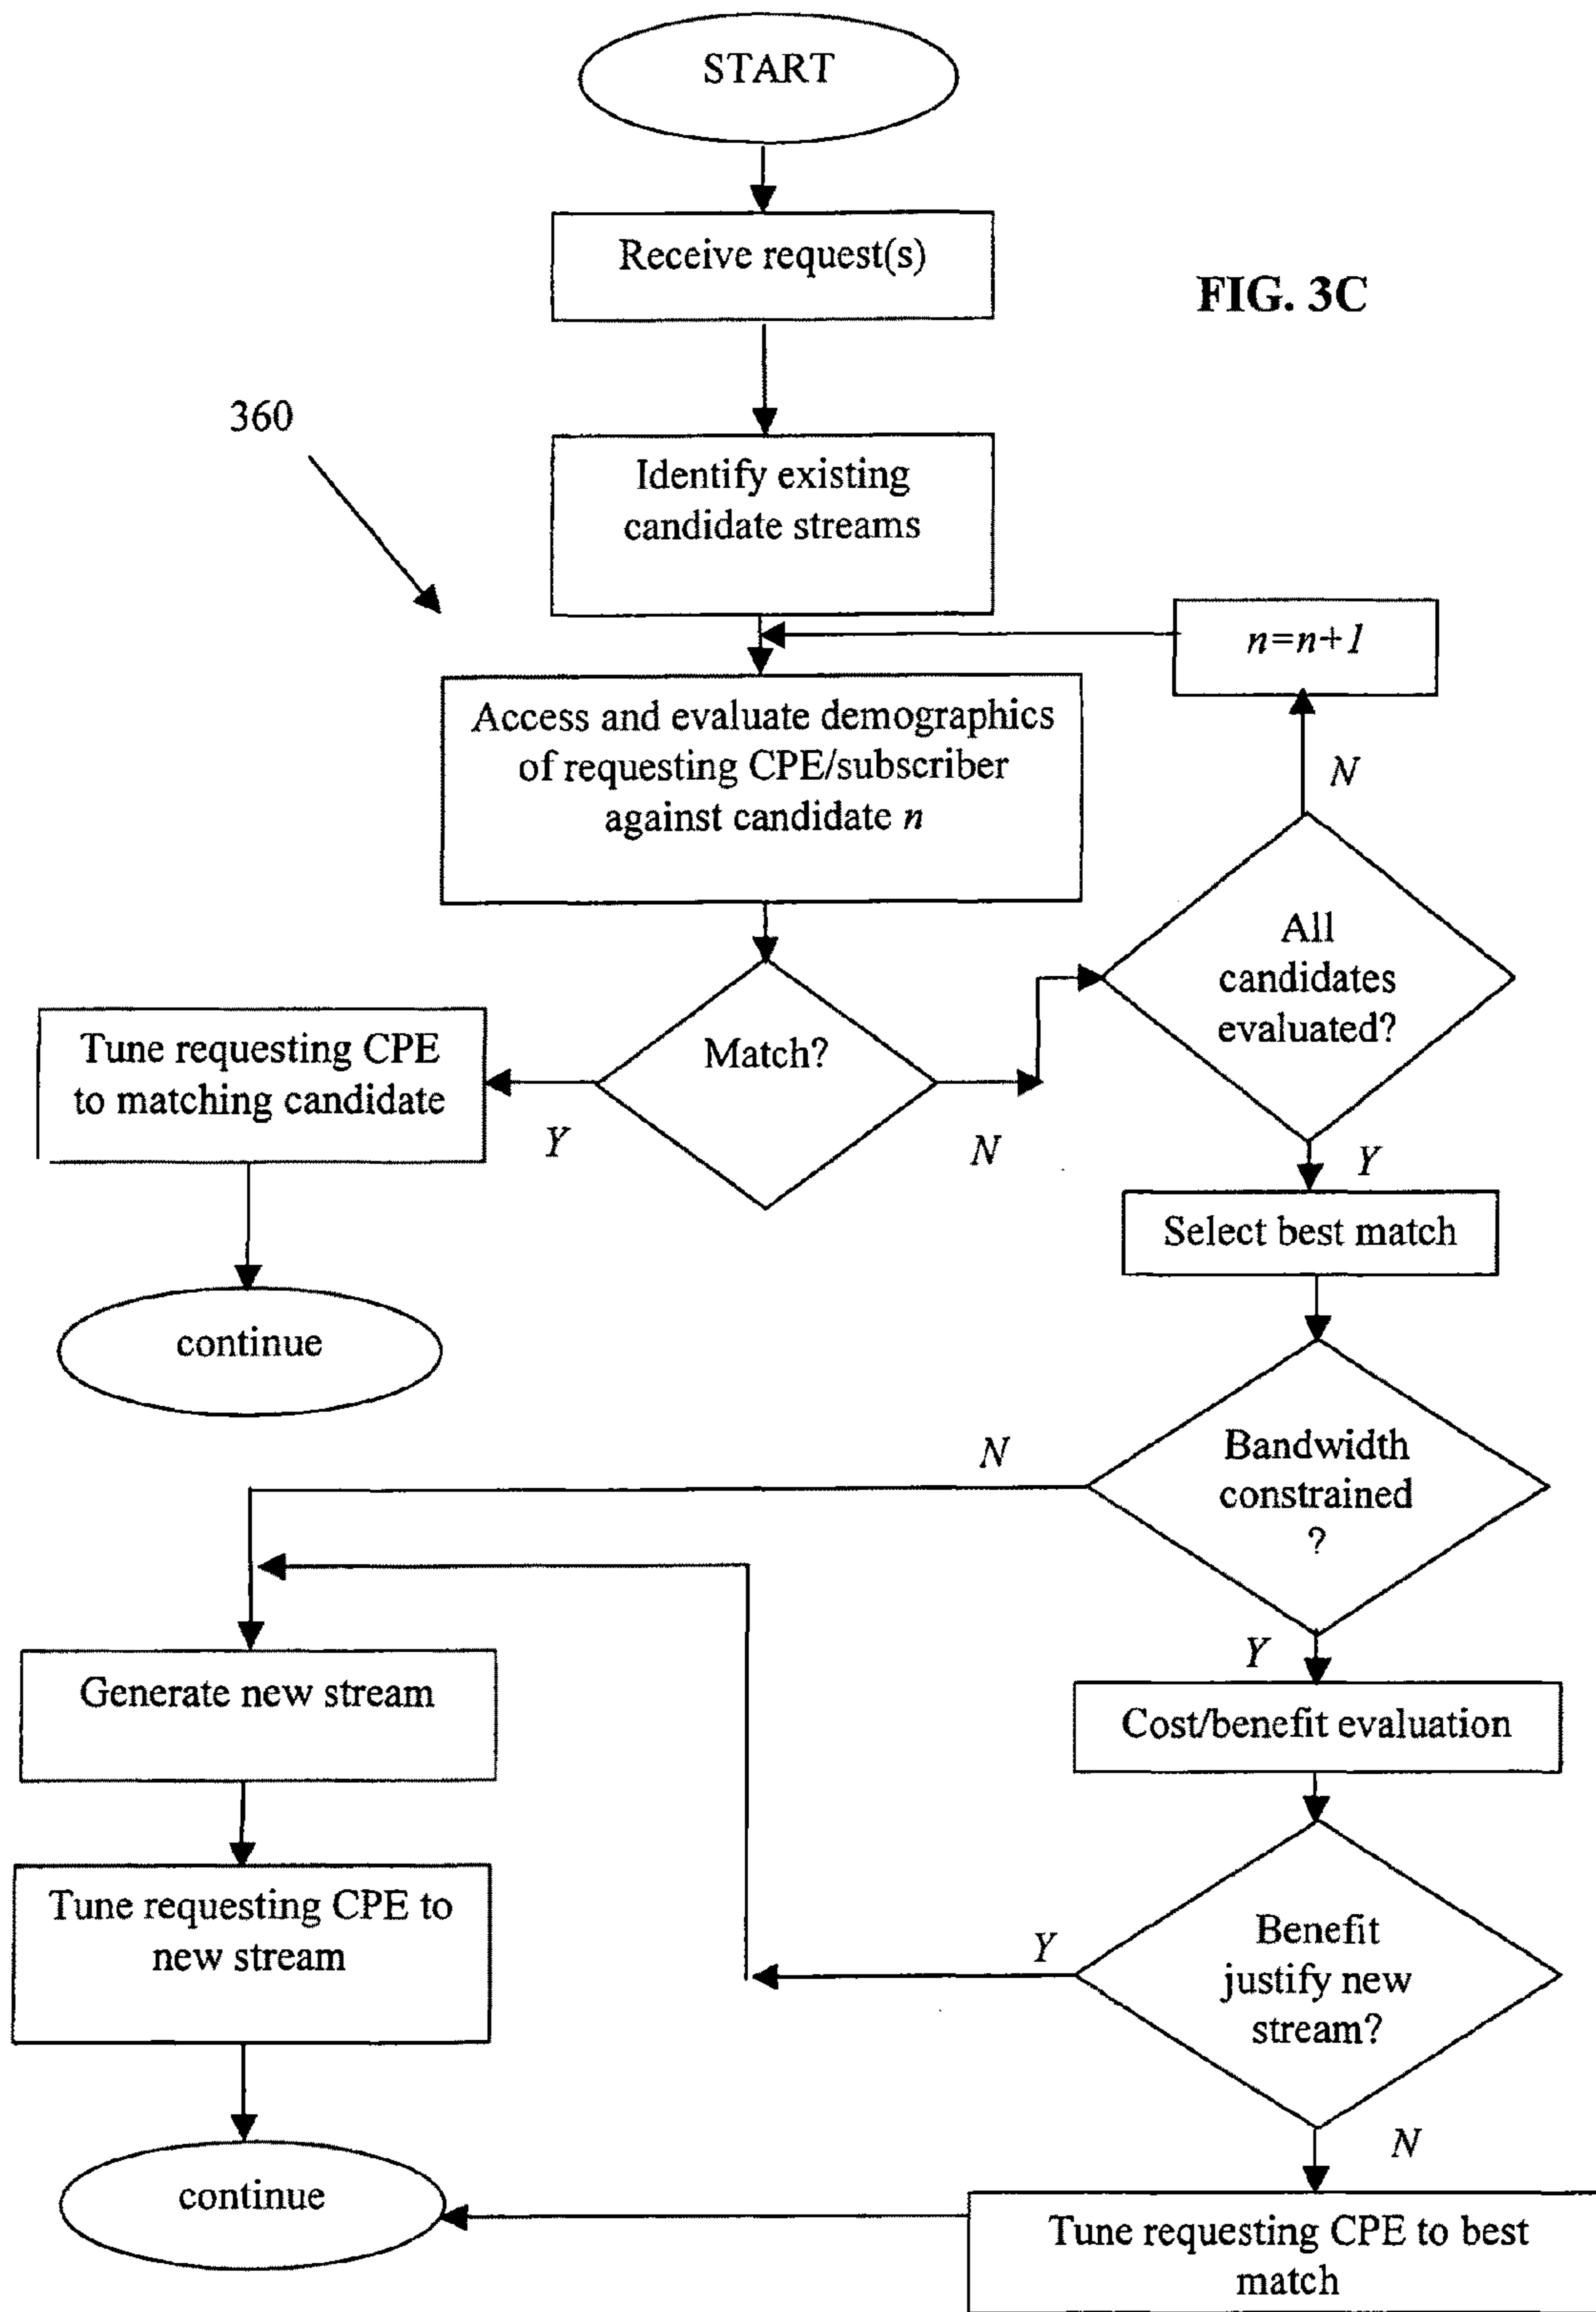 START
Receive request(s)
FIG. 3C
360
Identify existing
candidate streams
n=n+1
Access and evaluate demographics
of requesting CPE/subscriber
against candidate n
N
All
candidates
evaluated?
Match?
Tune requesting CPE
to matching candidate
Y
N
Y
Select best match
continue
Bandwidth
constrained
?
N
Y
Generate new stream
Cost/benefit evaluation
Tune requesting CPE to
new stream
Benefit
justify new
stream?
Y
N
continue
Tune requesting CPE to best
match